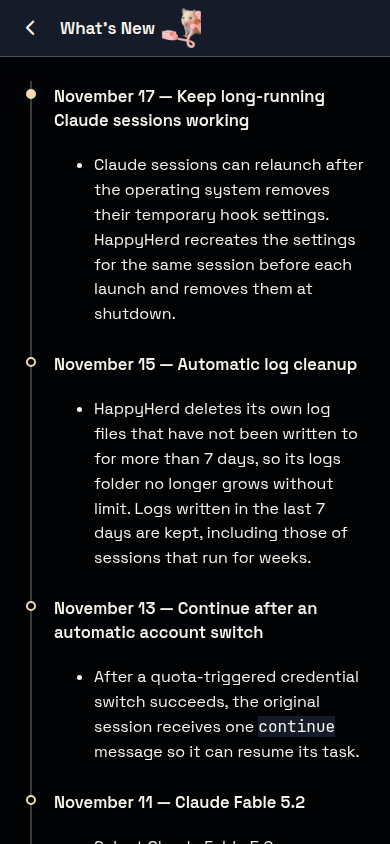 What's New
November 17 — Keep long-running
Claude sessions working
Claude sessions can relaunch after
the operating system removes
their temporary hook settings.
HappyHerd recreates the settings
for the same session before each
launch and removes them at
shutdown.
November 15 — Automatic log cleanup
HappyHerd deletes its own log
files that have not been written to
for more than 7 days, so its logs
folder no longer grows without
limit. Logs written in the last 7
days are kept, including those of
sessions that run for weeks.
November 13 — Continue after an
automatic account switch
After a quota-triggered credential
switch succeeds, the original
session receives one continue
message so it can resume its task.
November 11 — Claude Fable 5.2